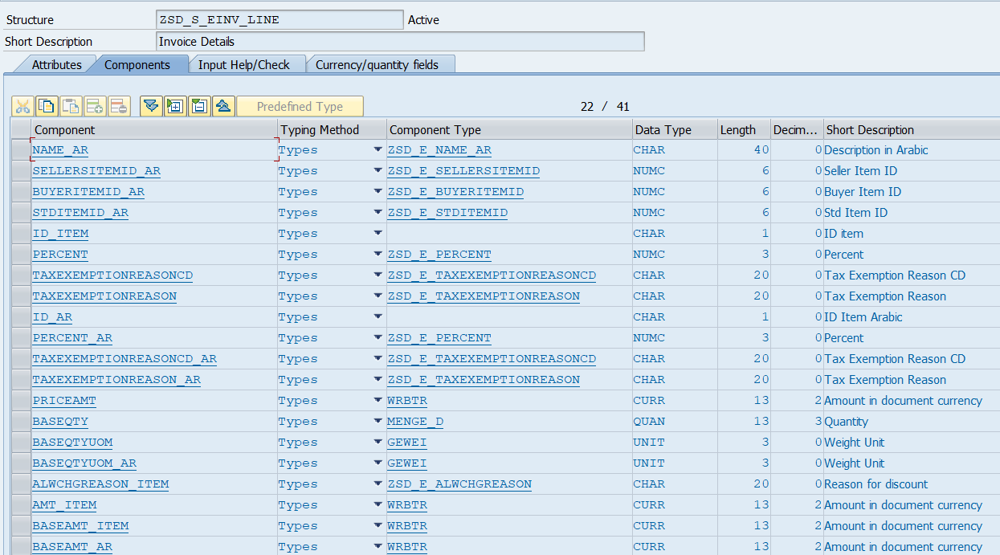 Structure ZSD_S_EINV_LINE Active
Short Description Invoice Details
Attributes Components Input Help/Check Currency/quantity fields
Predefined Type 22 / 41
Component Typing Method Component Type Data Type Length Decim... Short Description
NAME_AR Types ZSD_E_NAME_AR CHAR 40 0 Description in Arabic
SELLERSITEMID_AR Types ZSD_E_SELLERSITEMID NUMC 6 0 Seller Item ID
BUYERITEMID_AR Types ZSD_E_BUYERITEMID NUMC 6 0 Buyer Item ID
STDITEMID_AR Types ZSD_E_STDITEMID NUMC 6 0 Std Item ID
ID_ITEM Types CHAR 1 0 ID item
PERCENT Types ZSD_E_PERCENT NUMC 3 0 Percent
TAXEXEMPTIONREASONCD Types ZSD_E_TAXEXEMPTIONREASONCD CHAR 20 0 Tax Exemption Reason CD
TAXEXEMPTIONREASON Types ZSD_E_TAXEXEMPTIONREASON CHAR 20 0 Tax Exemption Reason
ID_AR Types CHAR 1 0 ID Item Arabic
PERCENT_AR Types ZSD_E_PERCENT NUMC 3 0 Percent
TAXEXEMPTIONREASONCD_AR Types ZSD_E_TAXEXEMPTIONREASONCD CHAR 20 0 Tax Exemption Reason CD
TAXEXEMPTIONREASON_AR Types ZSD_E_TAXEXEMPTIONREASON CHAR 20 0 Tax Exemption Reason
PRICEAMT Types WRBTR CURR 13 2 Amount in document currency
BASEQTY Types MENGE_D QUAN 13 3 Quantity
BASEQTYUOM Types GEWEI UNIT 3 0 Weight Unit
BASEQTYUOM_AR Types GEWEI UNIT 3 0 Weight Unit
ALWCHGREASON_ITEM Types ZSD_E_ALWCHGREASON CHAR 20 0 Reason for discount
AMT_ITEM Types WRBTR CURR 13 2 Amount in document currency
BASEAMT_ITEM Types WRBTR CURR 13 2 Amount in document currency
BASEAMT_AR Types WRBTR CURR 13 2 Amount in document currency